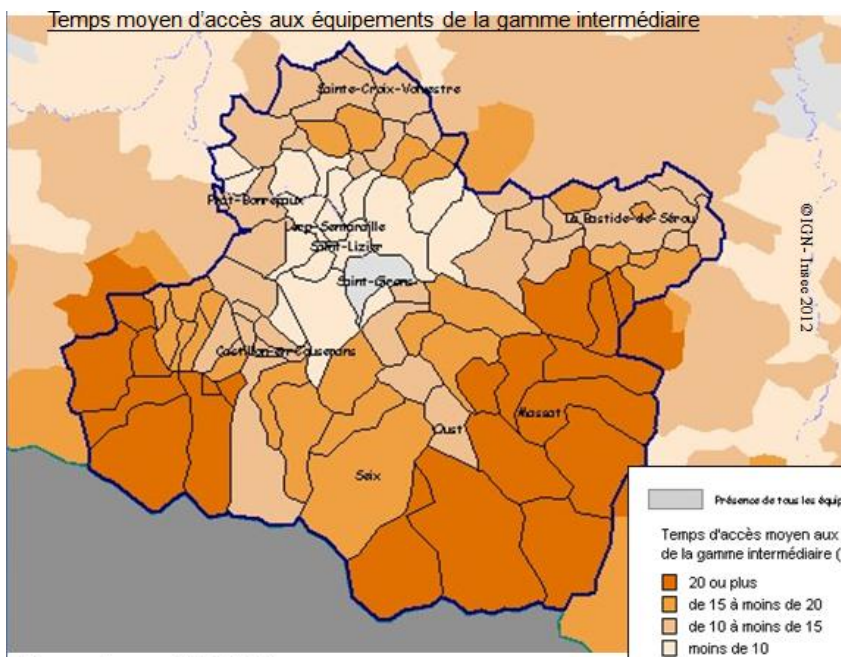 Temps moyen d'accès aux équipements de la gamme intermédiaire
Sainte-Croix-Volvestre
Prat-Bonrepaux
La Bastide-de-Sérou
Saint-Lizier
Saint-Girons
Castillon-en-Couserans
Massat
Oust
Seix
©IGN - Insee 2012
Présence de tous les équip
Temps d'accès moyen aux
de la gamme intermédiaire (
20 ou plus
de 15 à moins de 20
de 10 à moins de 15
moins de 10